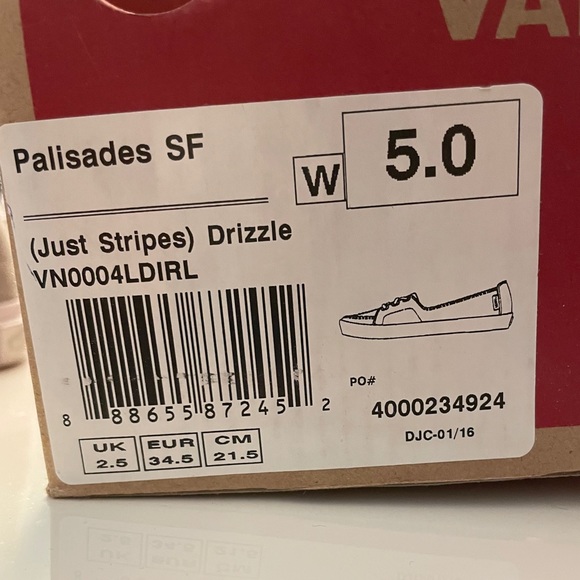 VA
Palisades SF
W 5.0
(Just Stripes) Drizzle
VN0004LDIRL
8 88655 87245 2
PO#
4000234924
DJC-01/16
UK EUR CM
2.5 34.5 21.5